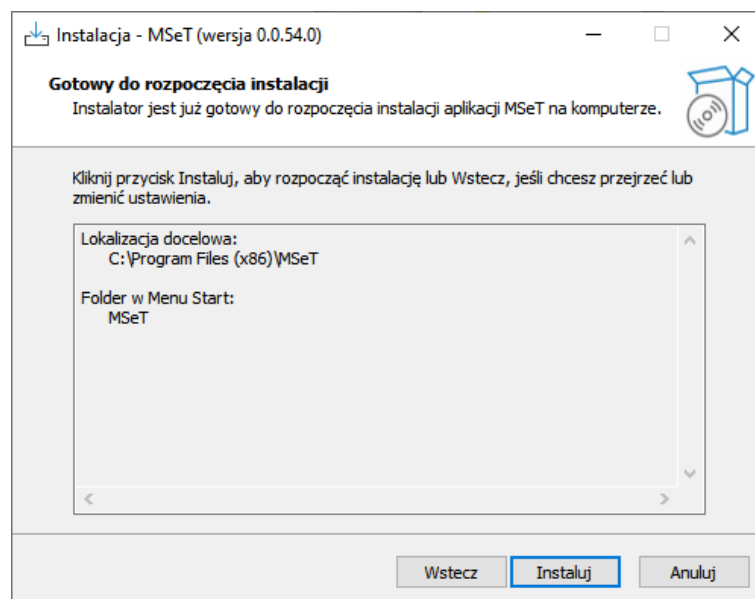 Instalacja - MSeT (wersja 0.0.54.0)
Gotowy do rozpoczęcia instalacji
Instalator jest już gotowy do rozpoczęcia instalacji aplikacji MSeT na komputerze.
Kliknij przycisk Instaluj, aby rozpocząć instalację lub Wstecz, jeśli chcesz przejrzeć lub
zmienić ustawienia.
Lokalizacja docelowa:
C:\Program Files (x86)\MSeT
Folder w Menu Start:
MSeT
Wstecz Instaluj Anuluj